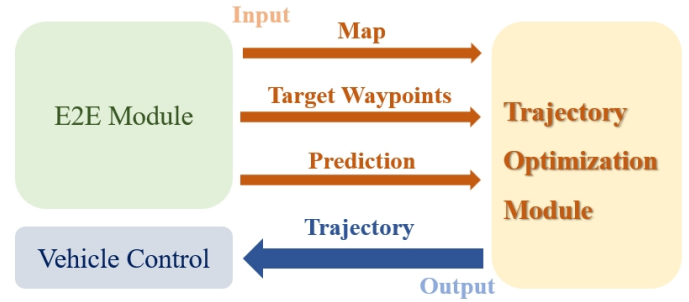 Input
Map
E2E Module
Target Waypoints
Prediction
Trajectory
Optimization
Module
Vehicle Control
Trajectory
Output